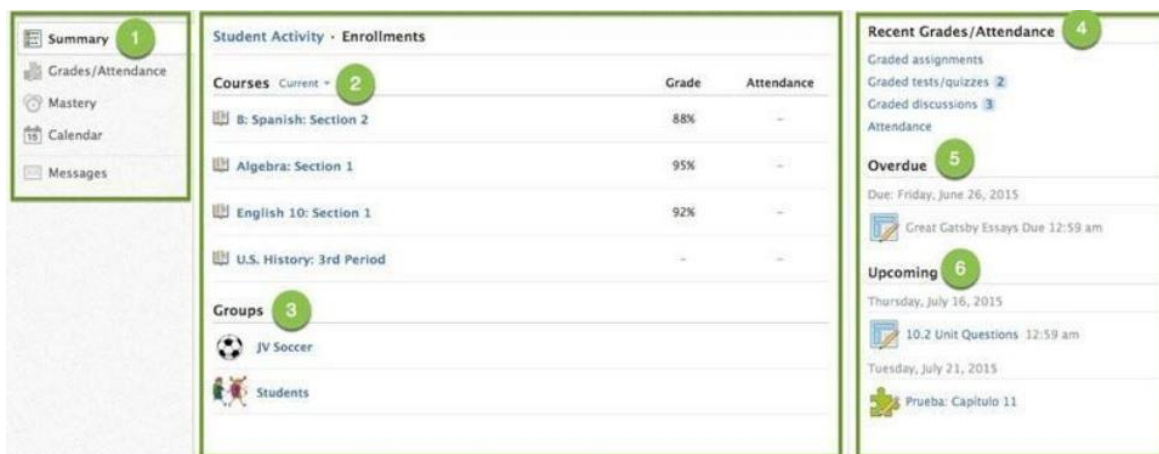 Summary 1
Grades/Attendance
Mastery
15 Calendar
Messages
Student Activity · Enrollments
Courses Current 2 Grade Attendance
B: Spanish: Section 2 88% -
Algebra: Section 1 95% -
English 10: Section 1 92% -
U.S. History: 3rd Period - -
Groups 3
JV Soccer
Students
Recent Grades/Attendance 4
Graded assignments
Graded tests/quizzes 2
Graded discussions 3
Attendance
Overdue 5
Due: Friday, June 26, 2015
Great Gatsby Essays Due 12:59 am
Upcoming 6
Thursday, July 16, 2015
10.2 Unit Questions 12:59 am
Tuesday, July 21, 2015
Prueba: Capítulo 11